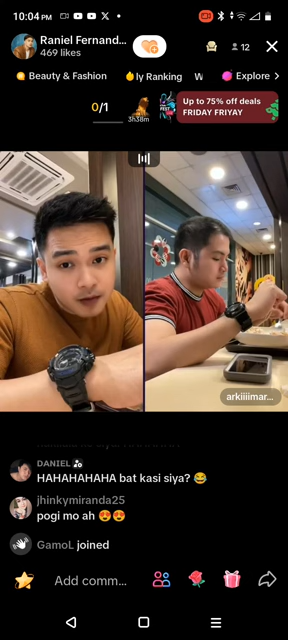 10:04 PM
Raniel Fernand...
469 likes
12
Beauty & Fashion
ly Ranking
W
Explore >
0/1
3h38m
Up to 75% off deals
FRIDAY FRIYAY
arkiiiimar...
DANIEL
HAHAHAHAHA bat kasi siya? 😂
jhinkymiranda25
pogi mo ah 😍😍
GamoL joined
Add comm...